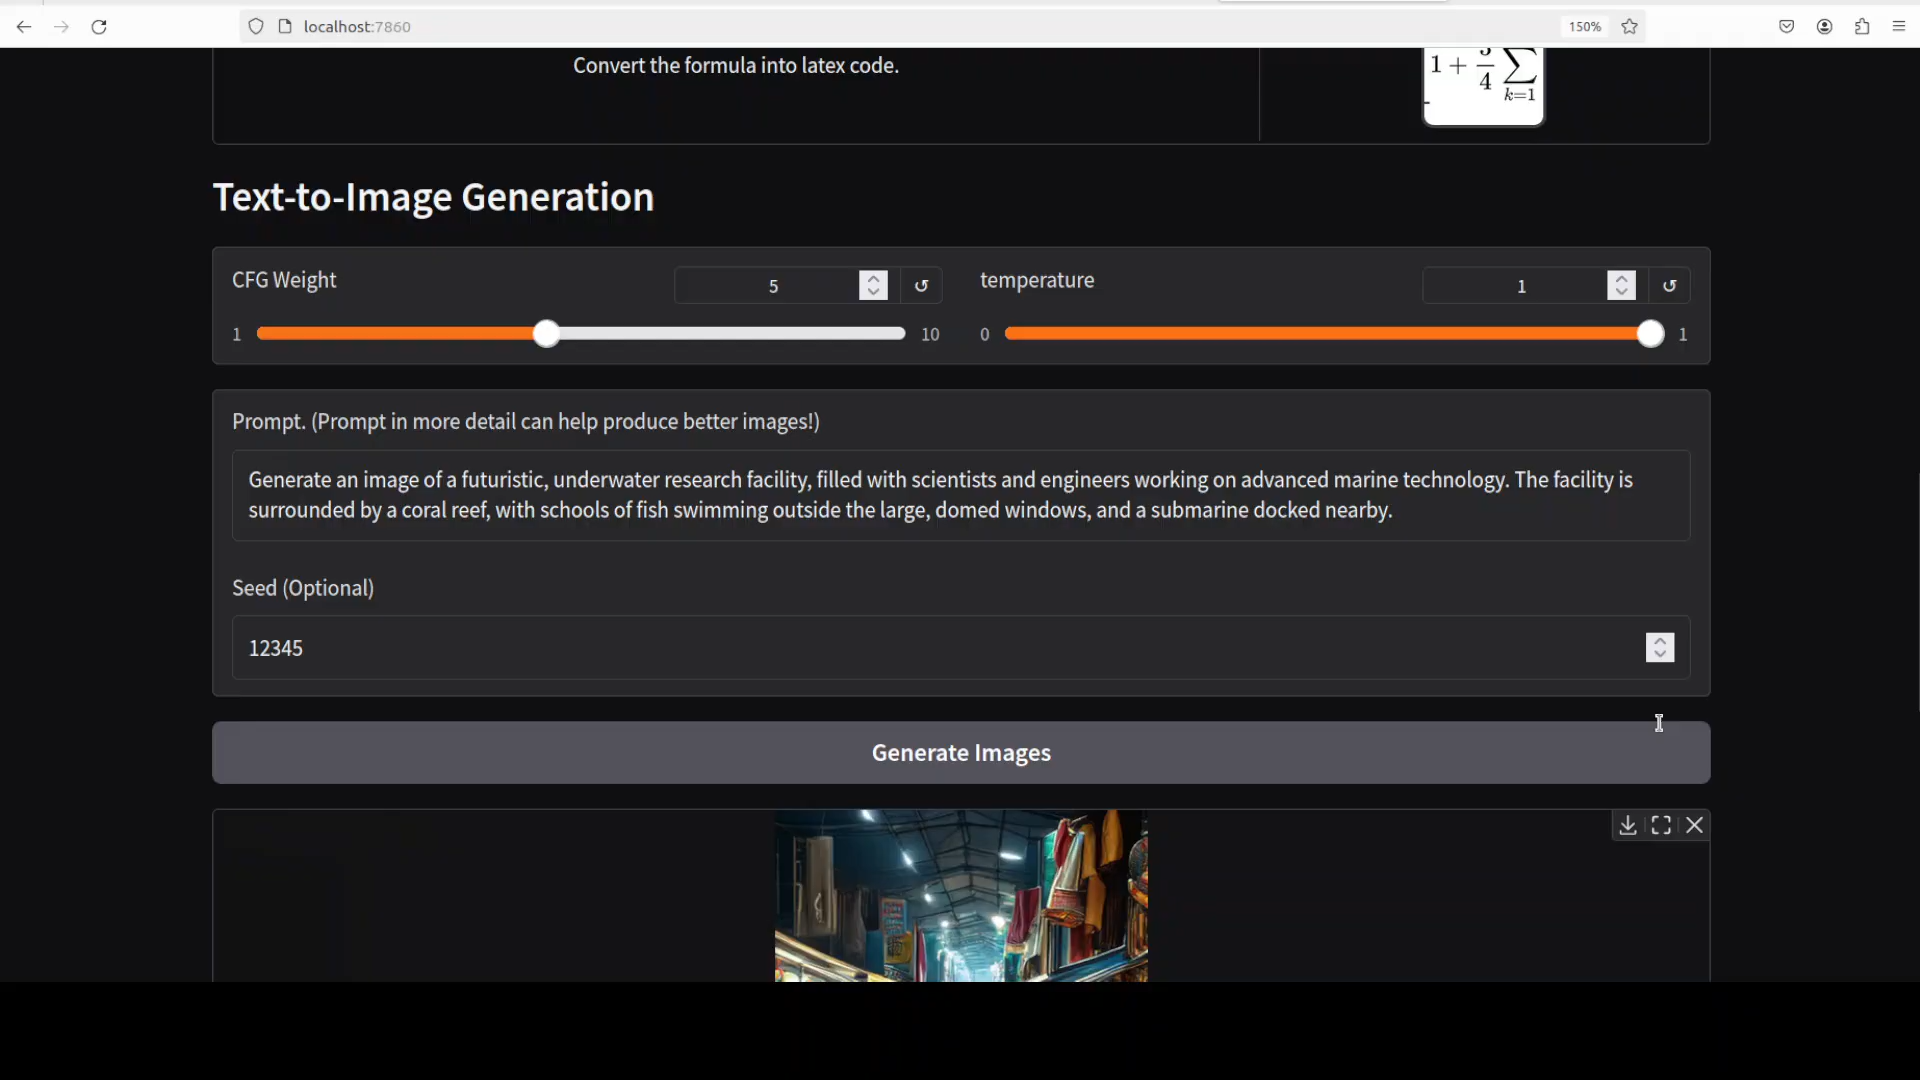 localhost:7860
150%
Convert the formula into latex code.
1 + 3/4 ∑ k=1
Text-to-Image Generation
CFG Weight
5
temperature
1
1
10
0
1
Prompt. (Prompt in more detail can help produce better images!)
Generate an image of a futuristic, underwater research facility, filled with scientists and engineers working on advanced marine technology. The facility is
surrounded by a coral reef, with schools of fish swimming outside the large, domed windows, and a submarine docked nearby.
Seed (Optional)
12345
Generate Images